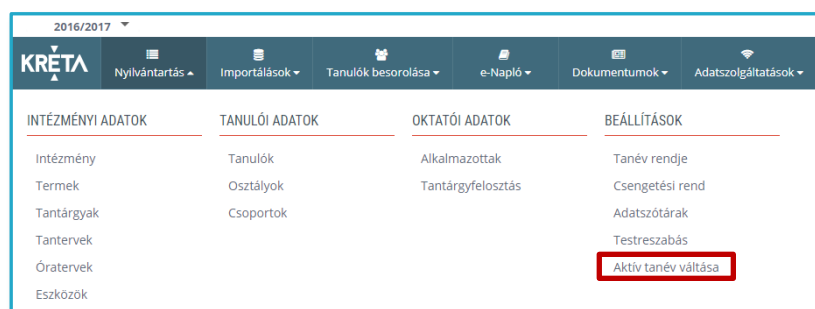 2016/2017
KRÉTA
Nyilvántartás
Importálások
Tanulók besorolása
e-Napló
Dokumentumok
Adatszolgáltatások
INTÉZMÉNYI ADATOK
Intézmény
Termek
Tantárgyak
Tantervek
Óratervek
Eszközök
TANULÓI ADATOK
Tanulók
Osztályok
Csoportok
OKTATÓI ADATOK
Alkalmazottak
Tantárgyfelosztás
BEÁLLÍTÁSOK
Tanév rendje
Csengetési rend
Adatszótárak
Testreszabás
Aktív tanév váltása